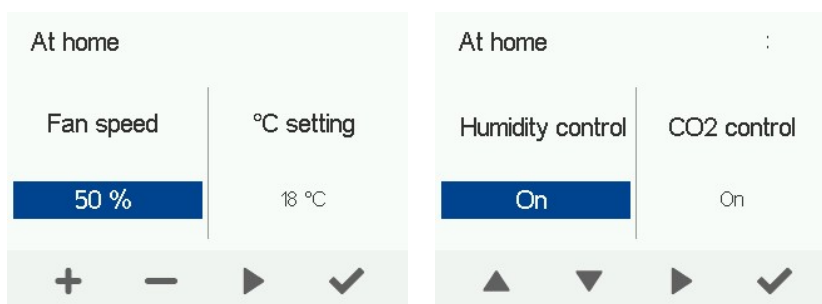 At home
Fan speed
°C setting
50 %
18 °C
At home :
Humidity control
CO2 control
On
On